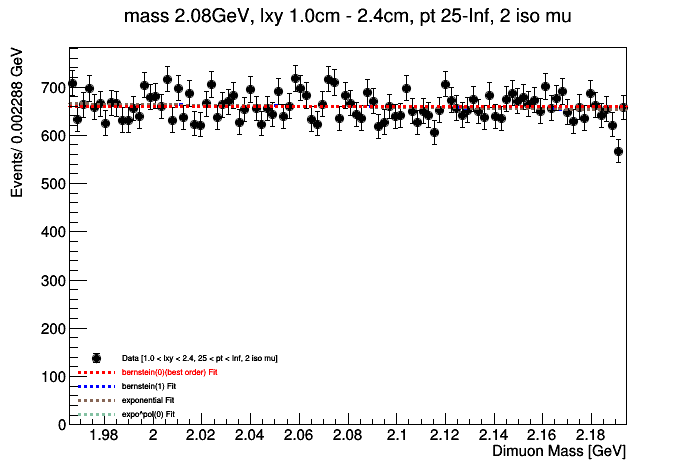 mass 2.08GeV, lxy 1.0cm - 2.4cm, pt 25-Inf, 2 iso mu
Events/ 0.002288 GeV
700
600
500
400
300
200
100
0
Data [1.0 < lxy < 2.4, 25 < pt < Inf, 2 iso mu]
bernstein(0)(best order) Fit
bernstein(1) Fit
exponential Fit
expo*pol(0) Fit
1.98 2 2.02 2.04 2.06 2.08 2.1 2.12 2.14 2.16 2.18
Dimuon Mass [GeV]